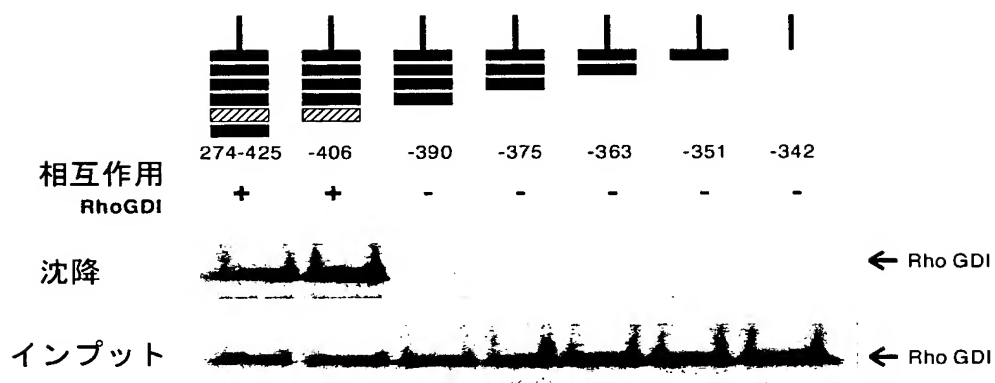 274-425 -406 -390 -375 -363 -351 -342
相互作用
RhoGDI + + - - - - -
沈降 ← Rho GDI
インプット ← Rho GDI